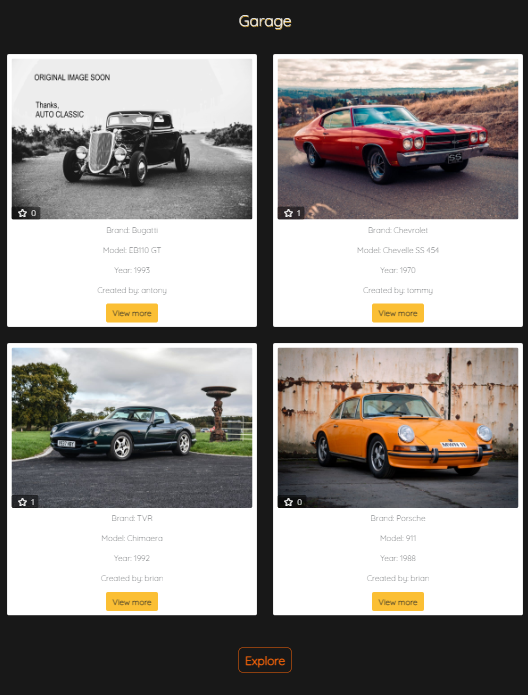 Garage
ORIGINAL IMAGE SOON
Thanks,
AUTO CLASSIC
0
Brand: Bugatti
Model: EB110 GT
Year: 1993
Created by: antony
View more
1
Brand: Chevrolet
Model: Chevelle SS 454
Year: 1970
Created by: tommy
View more
1
Brand: TVR
Model: Chimaera
Year: 1992
Created by: brian
View more
0
Brand: Porsche
Model: 911
Year: 1988
Created by: brian
View more
Explore